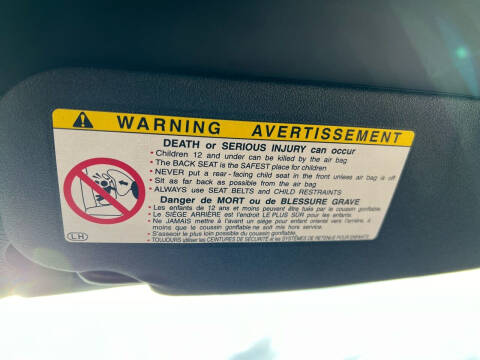 WARNING AVERTISSEMENT
DEATH or SERIOUS INJURY can occur
• Children 12 and under can be killed by the air bag
• The BACK SEAT is the SAFEST place for children
• NEVER put a rear-facing child seat in the front unless air bag is off
• Sit as far back as possible from the air bag
• ALWAYS use SEAT BELTS and CHILD RESTRAINTS
Danger de MORT ou de BLESSURE GRAVE
• Les enfants de 12 ans et moins peuvent être tués par le coussin gonflable.
• Le SIÈGE ARRIÈRE est l'endroit LE PLUS SÛR pour les enfants.
• Ne JAMAIS mettre à l'avant un siège pour enfant orienté vers l'arrière, à
moins que le coussin gonflable ne soit mis hors service.
• S'asseoir le plus loin possible du coussin gonflable.
• TOUJOURS utiliser les CEINTURES DE SÉCURITÉ et les SYSTÈMES DE RETENUE POUR ENFANTS.
LH